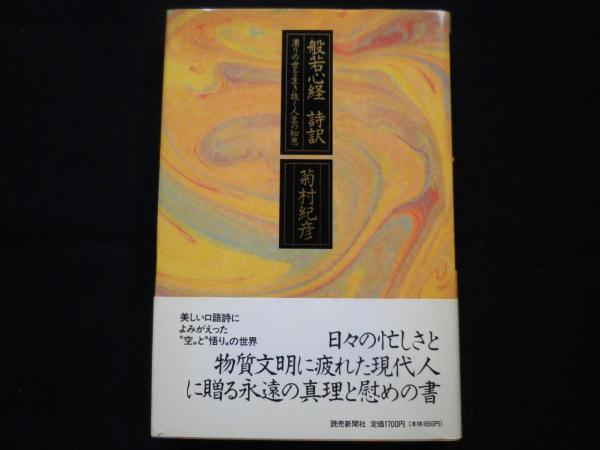 般若心経 詩訳
濁りの世を生き抜く人生の知恵
菊村紀彦
美しい口語詩に
よみがえった
〝空〟と〝悟り〟の世界
日々の忙しさと
物質文明に疲れた現代人
に贈る永遠の真理と慰めの書
読売新聞社 定価1700円（本体1650円）